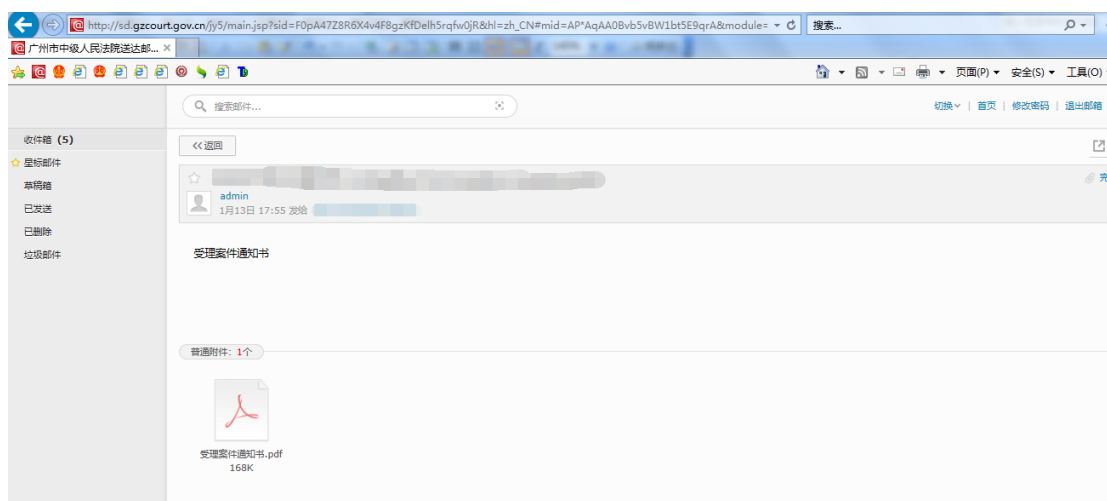 http://sd.gzcourt.gov.cn/jy5/main.jsp?sid=F0pA47Z8R6X4v4F8gzKfDelh5rqfw0jR&hl=zh_CN#mid=AP*AqAA0Bvb5vBW1bt5E9qrA&module=
搜索...
广州市中级人民法院送达邮... ×
页面(P) 安全(S) 工具(O)
搜索邮件...
切换 | 首页 | 修改密码 | 退出邮箱
收件箱 (5)
<<返回
星标邮件
草稿箱
admin
已发送
1月13日 17:55 发给
已删除
垃圾邮件
受理案件通知书
普通附件: 1个
受理案件通知书.pdf
168K